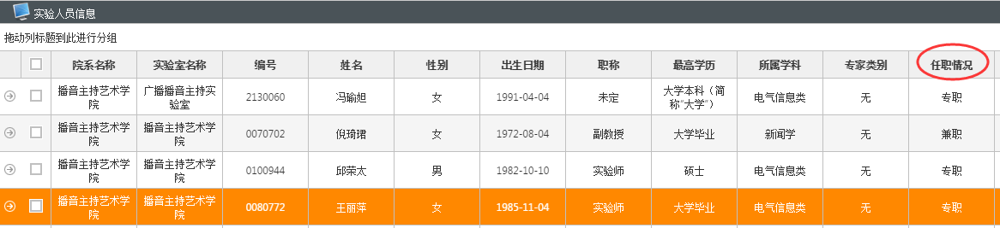 实验人员信息
拖动列标题到此进行分组
院系名称 实验室名称 编号 姓名 性别 出生日期 职称 最高学历 所属学科 专家类别 任职情况
播音主持艺术学院 广播播音主持实验室 2130060 冯瑜妲 女 1991-04-04 未定 大学本科（简称“大学”） 电气信息类 无 专职
播音主持艺术学院 播音主持艺术学院 0070702 倪琦珺 女 1972-08-04 副教授 大学毕业 新闻学 无 兼职
播音主持艺术学院 播音主持艺术学院 0100944 邱荣太 男 1982-10-10 实验师 硕士 电气信息类 无 专职
播音主持艺术学院 播音主持艺术学院 0080772 王丽萍 女 1985-11-04 实验师 大学毕业 电气信息类 无 专职